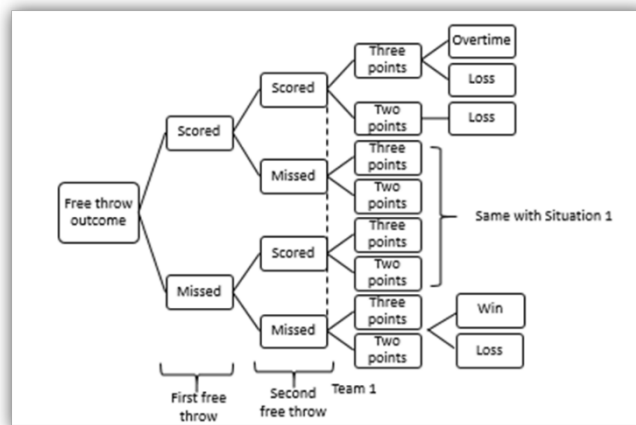 Free throw
outcome
Scored
Missed
Scored
Missed
Scored
Missed
Three
points
Two
points
Three
points
Two
points
Three
points
Two
points
Three
points
Two
points
Overtime
Loss
Loss
Same with Situation 1
Win
Loss
First free
throw
Second
free throw
Team 1